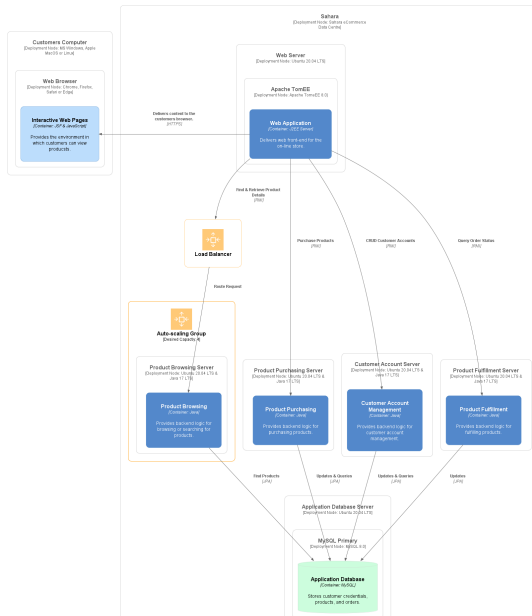 Sahara
[Deployment Node: Sahara eCommerce
Data Centre]
Customers Computer
[Deployment Node: MS Windows, Apple
MacOS or Linux]
Web Server
[Deployment Node: Ubuntu 20.04 LTS]
Web Browser
[Deployment Node: Chrome, Firefox,
Safari or Edge]
Apache TomEE
[Deployment Node: Apache TomEE 8.0]
Interactive Web Pages
[Container: JSF & JavaScript]
Provides the environment in
which customers can view
products.
Delivers content to the
customers browser.
[HTTPS]
Web Application
[Container: J2EE Server]
Delivers web front-end for the
on-line store
Find & Retrieve Product
Details
[RMI]
Purchase Products
[RMI]
CRUD Customer Accounts
[RMI]
Query Order Status
[RMI]
Load Balancer
Route Request
Auto-scaling Group
[Desired Capacity: 4]
Product Browsing Server
[Deployment Node: Ubuntu 20.04 LTS &
Java 17 LTS]
Product Browsing
[Container: Java]
Provides backend logic for
browsing or searching for
products
Product Purchasing Server
[Deployment Node: Ubuntu 20.04 LTS &
Java 17 LTS]
Product Purchasing
[Container: Java]
Provides backend logic for
purchasing products
Customer Account Server
[Deployment Node: Ubuntu 20.04 LTS &
Java 17 LTS]
Customer Account
Management
[Container: Java]
Provides backend logic for
customer account
management
Product Fulfillment Server
[Deployment Node: Ubuntu 20.04 LTS &
Java 17 LTS]
Product Fulfillment
[Container: Java]
Provides backend logic for
fulfilling products
Find Products
[JPA]
Updates & Queries
[JPA]
Updates & Queries
[JPA]
Updates
[JPA]
Application Database Server
[Deployment Node: Ubuntu 20.04 LTS]
MySQL Primary
[Deployment Node: MySQL 8.0]
Application Database
[Container: MySQL]
Stores customer credentials,
products, and orders.